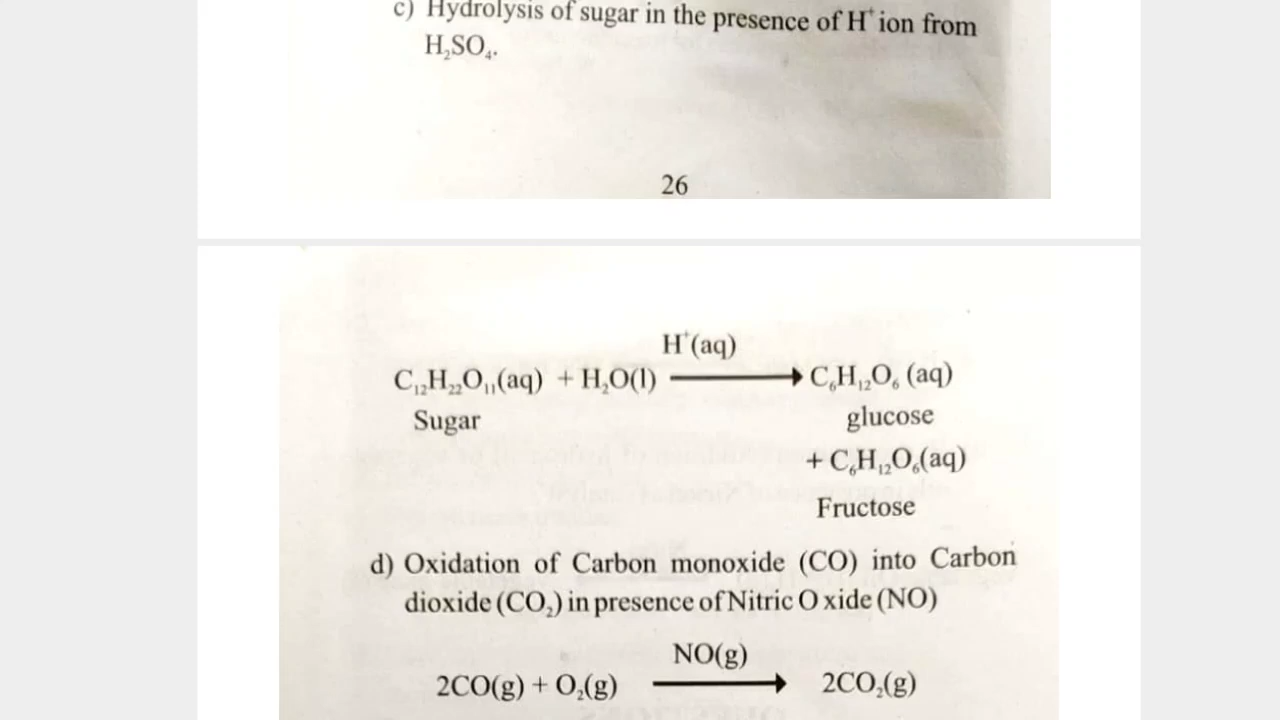 c) Hydrolysis of sugar in the presence of H⁺ ion from
H₂SO₄.
26
H⁺(aq)
C₁₂H₂₂O₁₁(aq) + H₂O(l) ⟶ C₆H₁₂O₆ (aq)
Sugar glucose
+ C₆H₁₂O₆(aq)
Fructose
d) Oxidation of Carbon monoxide (CO) into Carbon
dioxide (CO₂) in presence of Nitric O xide (NO)
NO(g)
2CO(g) + O₂(g) ⟶ 2CO₂(g)